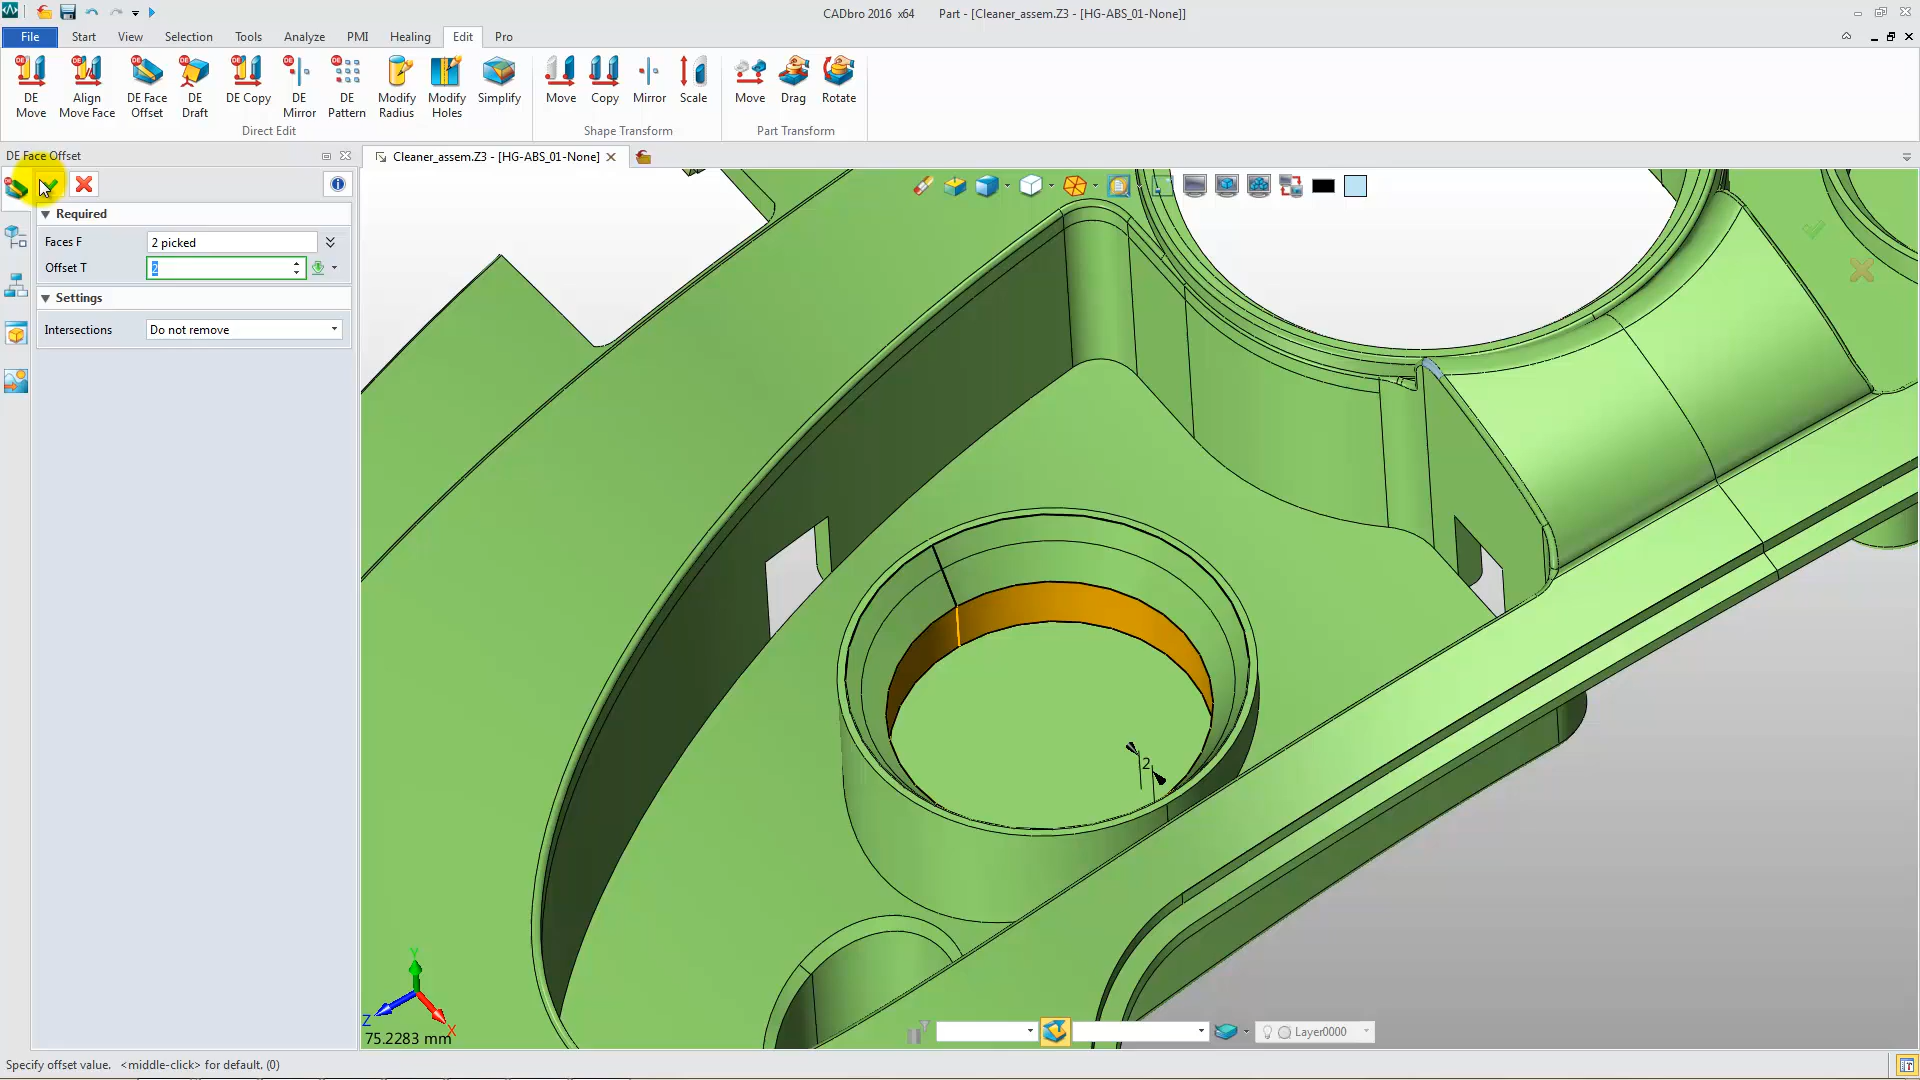 CADbro 2016 x64 Part - [Cleaner_assem.Z3 - [HG-ABS_01-None]]
File Start View Selection Tools Analyze PMI Healing Edit Pro
DE Move
Align Move Face
DE Face Offset
DE Draft
DE Copy
DE Mirror
DE Pattern
Modify Radius
Modify Holes
Simplify
Move
Copy
Mirror
Scale
Move
Drag
Rotate
Direct Edit Shape Transform Part Transform
DE Face Offset
Cleaner_assem.Z3 - [HG-ABS_01-None]
Required
Faces F 2 picked
Offset T 2
Settings
Intersections Do not remove
2
Y
Z
X
75.2283 mm
Layer0000
Specify offset value. <middle-click> for default. (0)